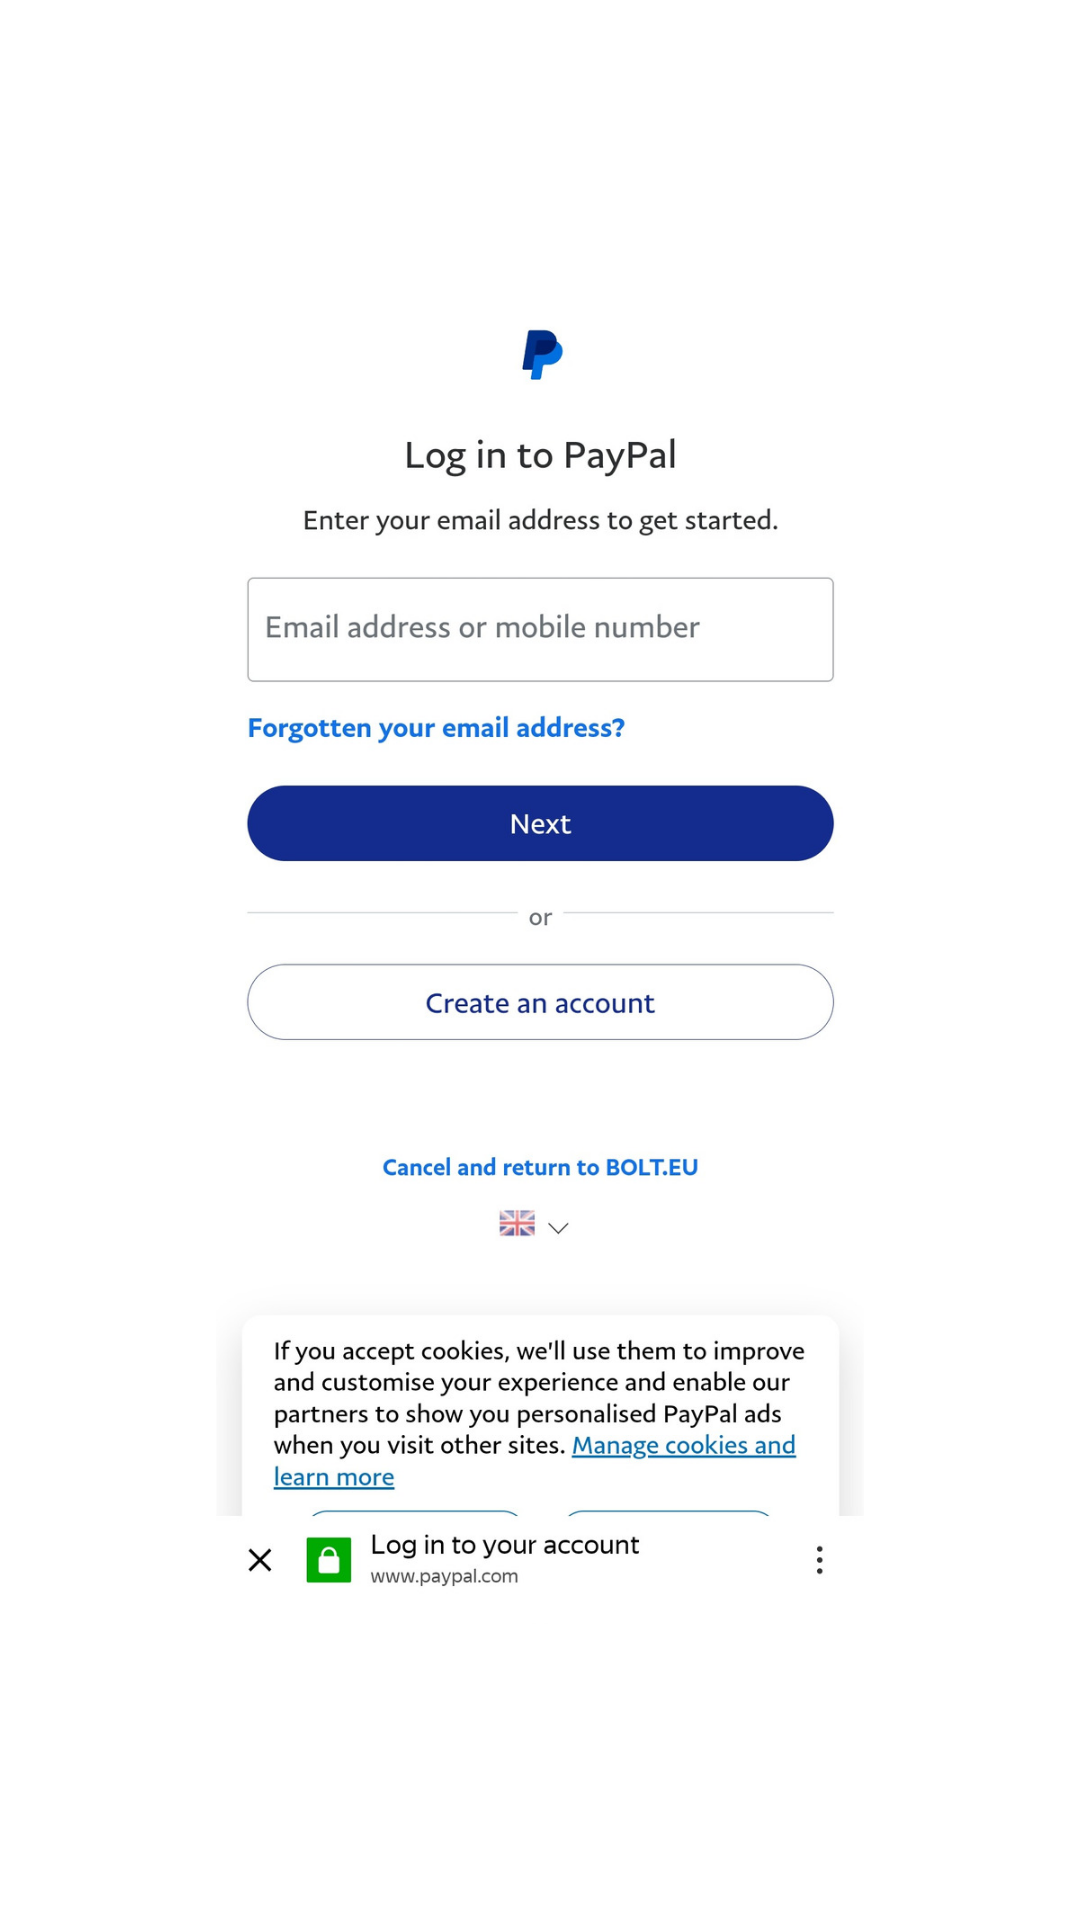 Log in to PayPal
Enter your email address to get started.
Email address or mobile number
Forgotten your email address?
Next
or
Create an account
Cancel and return to BOLT.EU
If you accept cookies, we'll use them to improve
and customise your experience and enable our
partners to show you personalised PayPal ads
when you visit other sites. Manage cookies and
learn more
Log in to your account
www.paypal.com